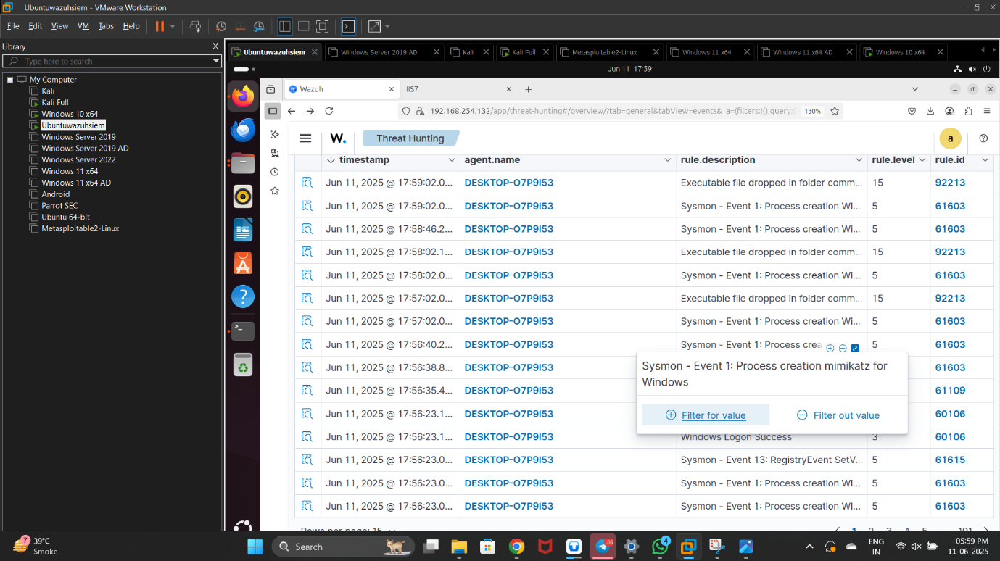 Ubuntuwazuhsiem - VMware Workstation
File Edit View VM Tabs Help
Library
Type here to search
My Computer
Kali
Kali Full
Windows 10 x64
Ubuntuwazuhsiem
Windows Server 2019
Windows Server 2019 AD
Windows Server 2022
Windows 11 x64
Windows 11 x64 AD
Android
Parrot SEC
Ubuntu 64-bit
Metasploitable2-Linux
Ubuntuwazuhsiem Windows Server 2019 AD Kali Kali Full Metasploitable2-Linux Windows 11 x64 Windows 11 x64 AD Windows 10 x64
Jun 11 17:59
Wazuh IIS7
192.168.254.132/app/threat-hunting#/overview/?tab=general&tabView=events&_a=(filters:!(),query:( 130%
W. Threat Hunting a
timestamp agent.name rule.description rule.level rule.id
Jun 11, 2025 @ 17:59:02.0... DESKTOP-O7P9I53 Executable file dropped in folder comm... 15 92213
Jun 11, 2025 @ 17:59:02.0... DESKTOP-O7P9I53 Sysmon - Event 1: Process creation Wi... 5 61603
Jun 11, 2025 @ 17:58:46.2... DESKTOP-O7P9I53 Sysmon - Event 1: Process creation Wi... 5 61603
Jun 11, 2025 @ 17:58:02.1... DESKTOP-O7P9I53 Executable file dropped in folder comm... 15 92213
Jun 11, 2025 @ 17:58:02.0... DESKTOP-O7P9I53 Sysmon - Event 1: Process creation Wi... 5 61603
Jun 11, 2025 @ 17:57:02.0... DESKTOP-O7P9I53 Executable file dropped in folder comm... 15 92213
Jun 11, 2025 @ 17:57:02.0... DESKTOP-O7P9I53 Sysmon - Event 1: Process creation Wi... 5 61603
Jun 11, 2025 @ 17:56:40.2... DESKTOP-O7P9I53 Sysmon - Event 1: Process crea 5 61603
Jun 11, 2025 @ 17:56:38.8... DESKTOP-O7P9I53 61603
Jun 11, 2025 @ 17:56:35.4... DESKTOP-O7P9I53 61109
Jun 11, 2025 @ 17:56:23.1... DESKTOP-O7P9I53 60106
Jun 11, 2025 @ 17:56:23.1... DESKTOP-O7P9I53 Windows Logon Success 3 60106
Jun 11, 2025 @ 17:56:23.0... DESKTOP-O7P9I53 Sysmon - Event 13: RegistryEvent SetV... 5 61615
Jun 11, 2025 @ 17:56:23.0... DESKTOP-O7P9I53 Sysmon - Event 1: Process creation Wi... 5 61603
Jun 11, 2025 @ 17:56:23.0... DESKTOP-O7P9I53 Sysmon - Event 1: Process creation Wi... 5 61603
Sysmon - Event 1: Process creation mimikatz for
Windows
Filter for value Filter out value
Rows per page: 15 1 2 3 4 5
7 39°C
Smoke
Search
.06
4
ENG
IN
05:59 PM
11-06-2025